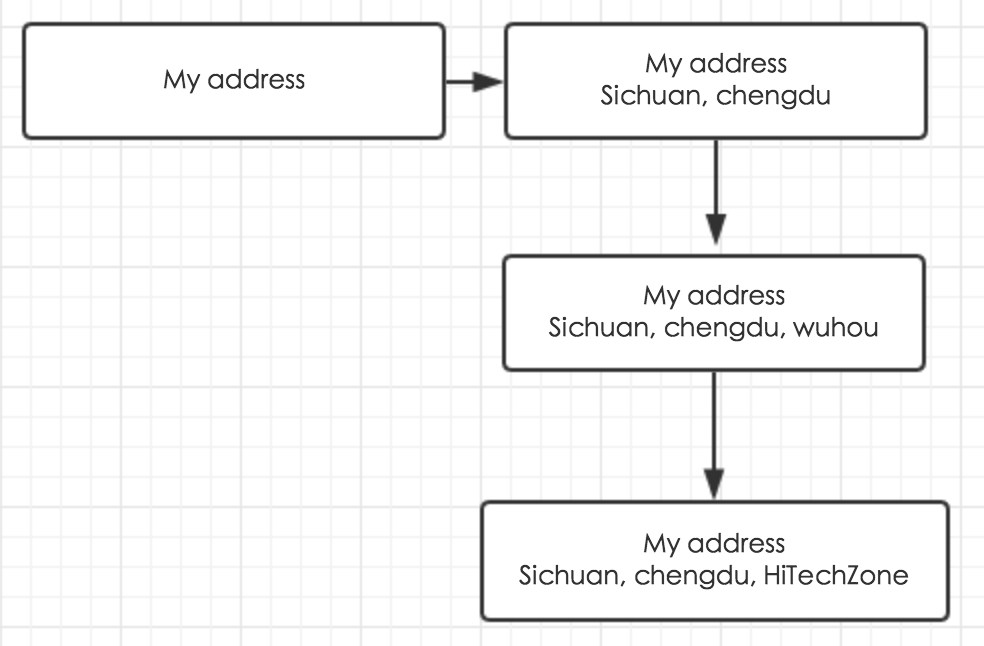 My address
My address
Sichuan, chengdu
My address
Sichuan, chengdu, wuhou
My address
Sichuan, chengdu, HiTechZone